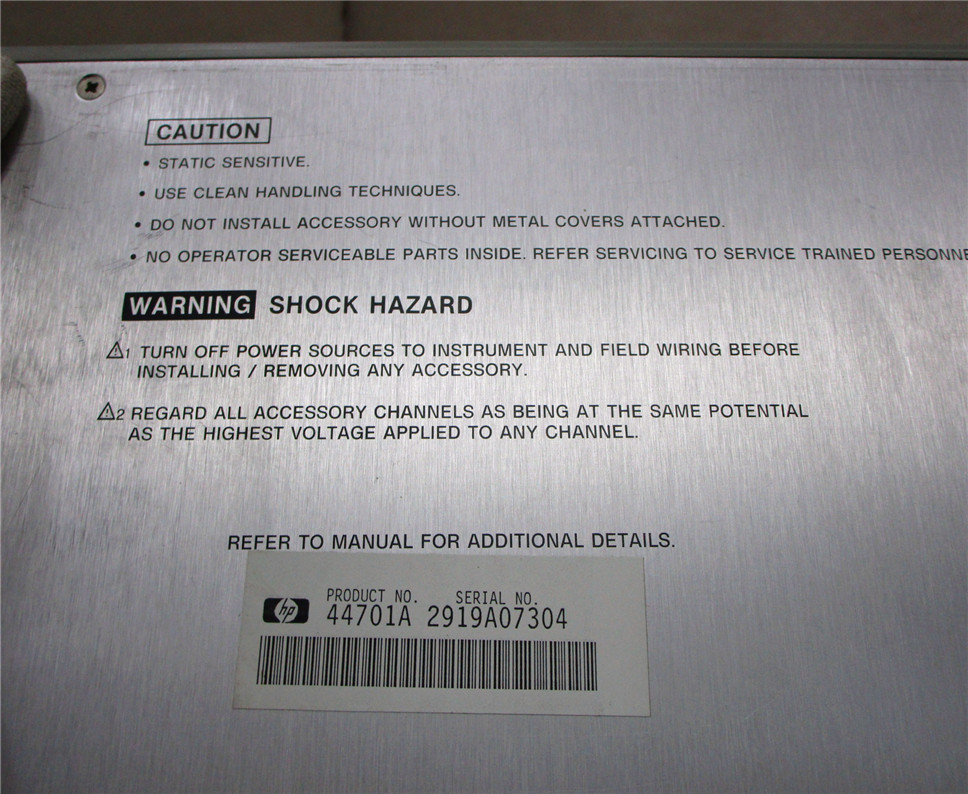 CAUTION
• STATIC SENSITIVE.
• USE CLEAN HANDLING TECHNIQUES.
• DO NOT INSTALL ACCESSORY WITHOUT METAL COVERS ATTACHED.
• NO OPERATOR SERVICEABLE PARTS INSIDE. REFER SERVICING TO SERVICE TRAINED PERSONNE
WARNING SHOCK HAZARD
⚠1 TURN OFF POWER SOURCES TO INSTRUMENT AND FIELD WIRING BEFORE
INSTALLING / REMOVING ANY ACCESSORY.
⚠2 REGARD ALL ACCESSORY CHANNELS AS BEING AT THE SAME POTENTIAL
AS THE HIGHEST VOLTAGE APPLIED TO ANY CHANNEL.
REFER TO MANUAL FOR ADDITIONAL DETAILS.
hp PRODUCT NO. SERIAL NO.
44701A 2919A07304